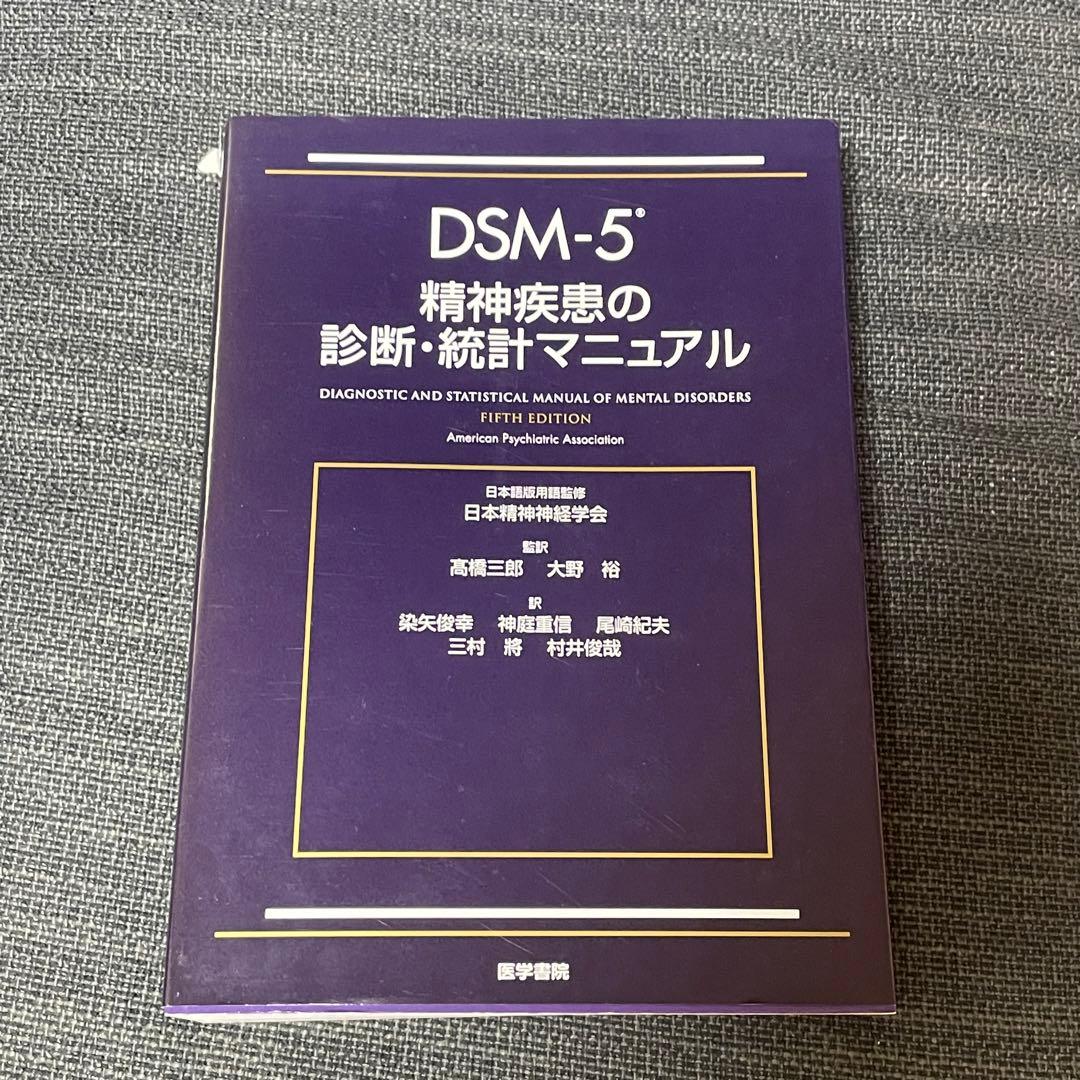 DSM-5®
精神疾患の
診断・統計マニュアル
DIAGNOSTIC AND STATISTICAL MANUAL OF MENTAL DISORDERS
FIFTH EDITION
American Psychiatric Association
日本語版用語監修
日本精神神経学会
監訳
髙橋三郎 大野 裕
訳
染矢俊幸 神庭重信 尾崎紀夫
三村 將 村井俊哉
医学書院